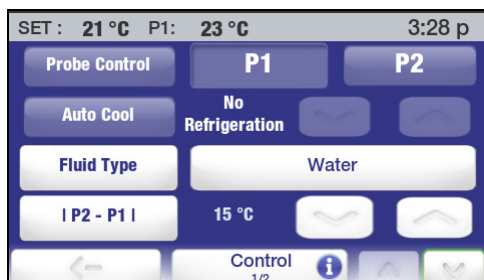 SET : 21 °C P1: 23 °C 3:28 p
Probe Control P1 P2
Auto Cool No Refrigeration
Fluid Type Water
I P2 - P1 I 15 °C
Control
1/2